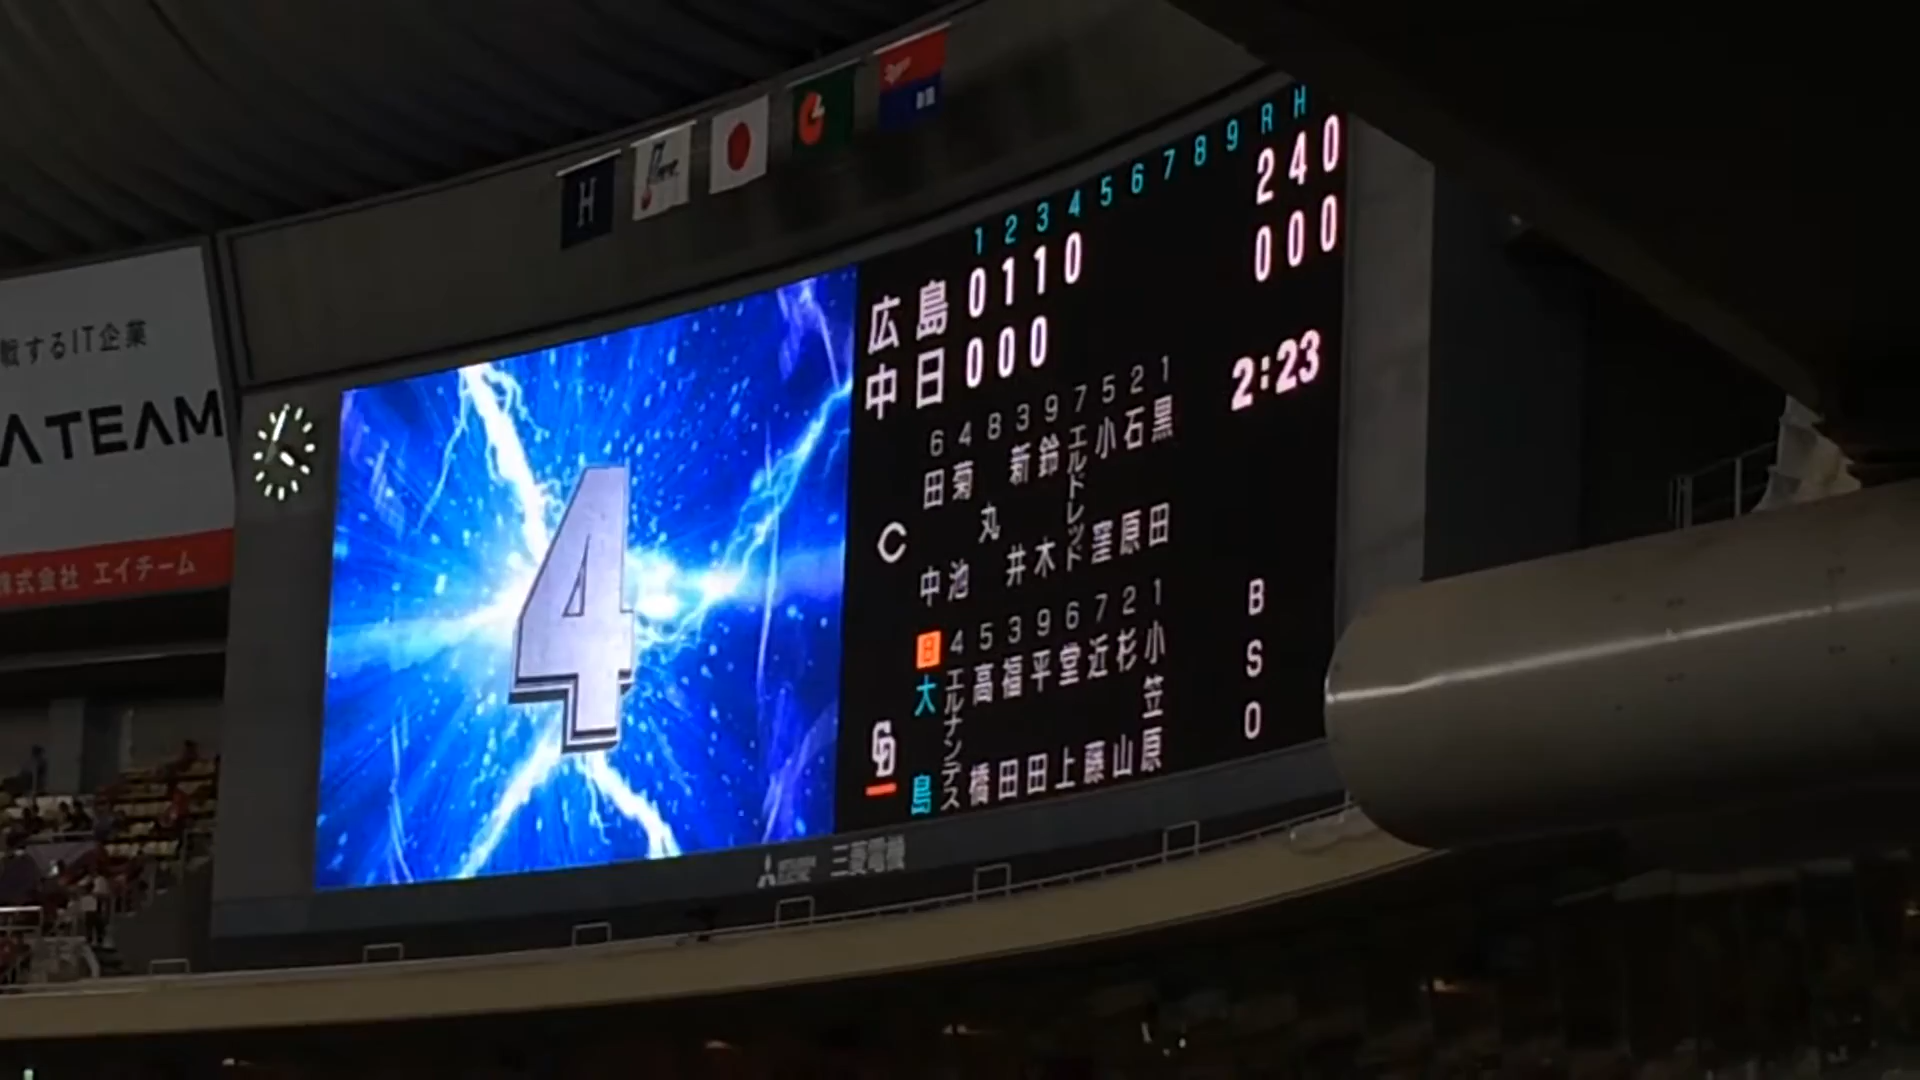 戦するIT企業
ATEAM
株式会社 エイチーム
H
4
1 2 3 4 5 6 7 8 9 R H
広島 0 1 1 0 2 4 0
中日 0 0 0 0 0 0
2:23
6 4 8 3 9 7 5 2 1
C
田中
菊池
丸
新井
鈴木
エルドレッド
小窪
石原
黒田
8 4 5 3 9 6 7 2 1
CD
大島
エルナンデス
高橋
福田
平田
堂上
近藤
杉山
小笠原
B
S
O
三菱電機